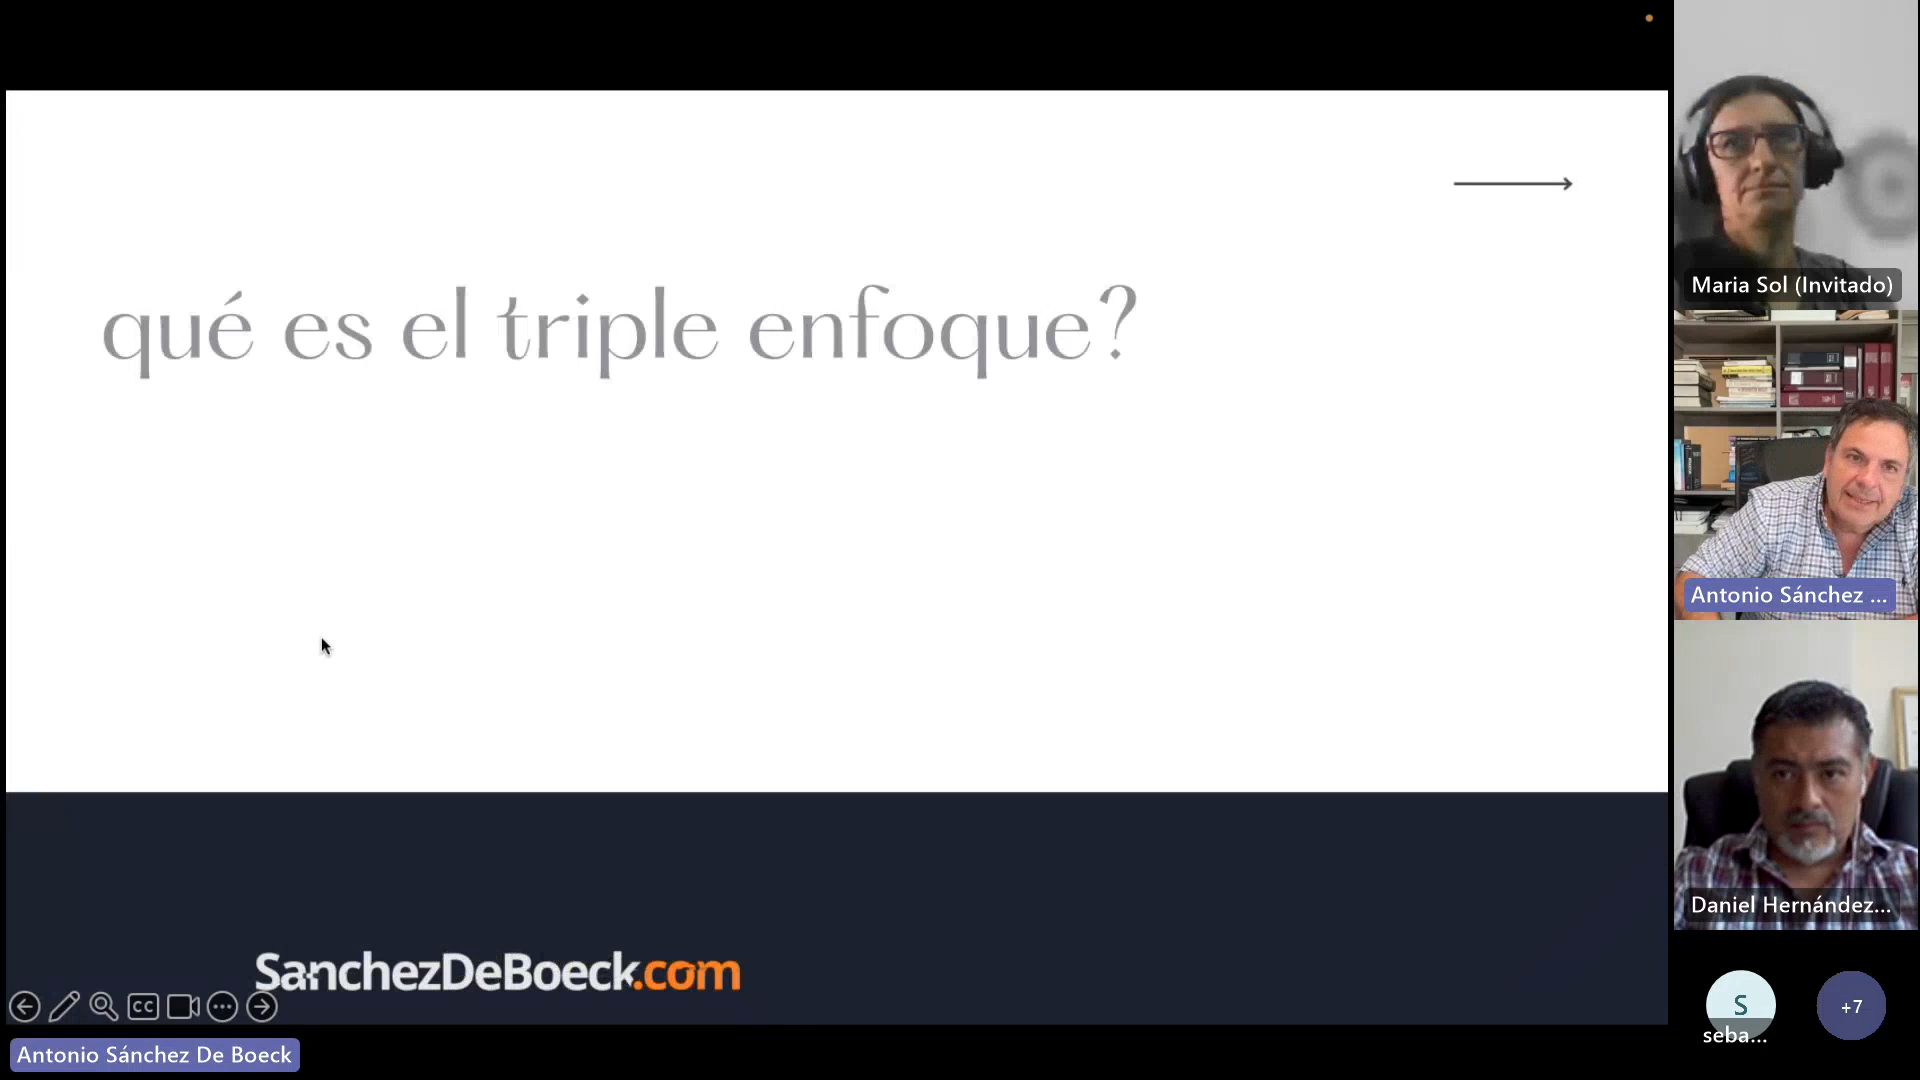 qué es el triple enfoque?
SanchezDeBoeck.com
CC
Antonio Sánchez De Boeck
Maria Sol (Invitado)
Antonio Sánchez ...
Daniel Hernández...
S
seba...
+7